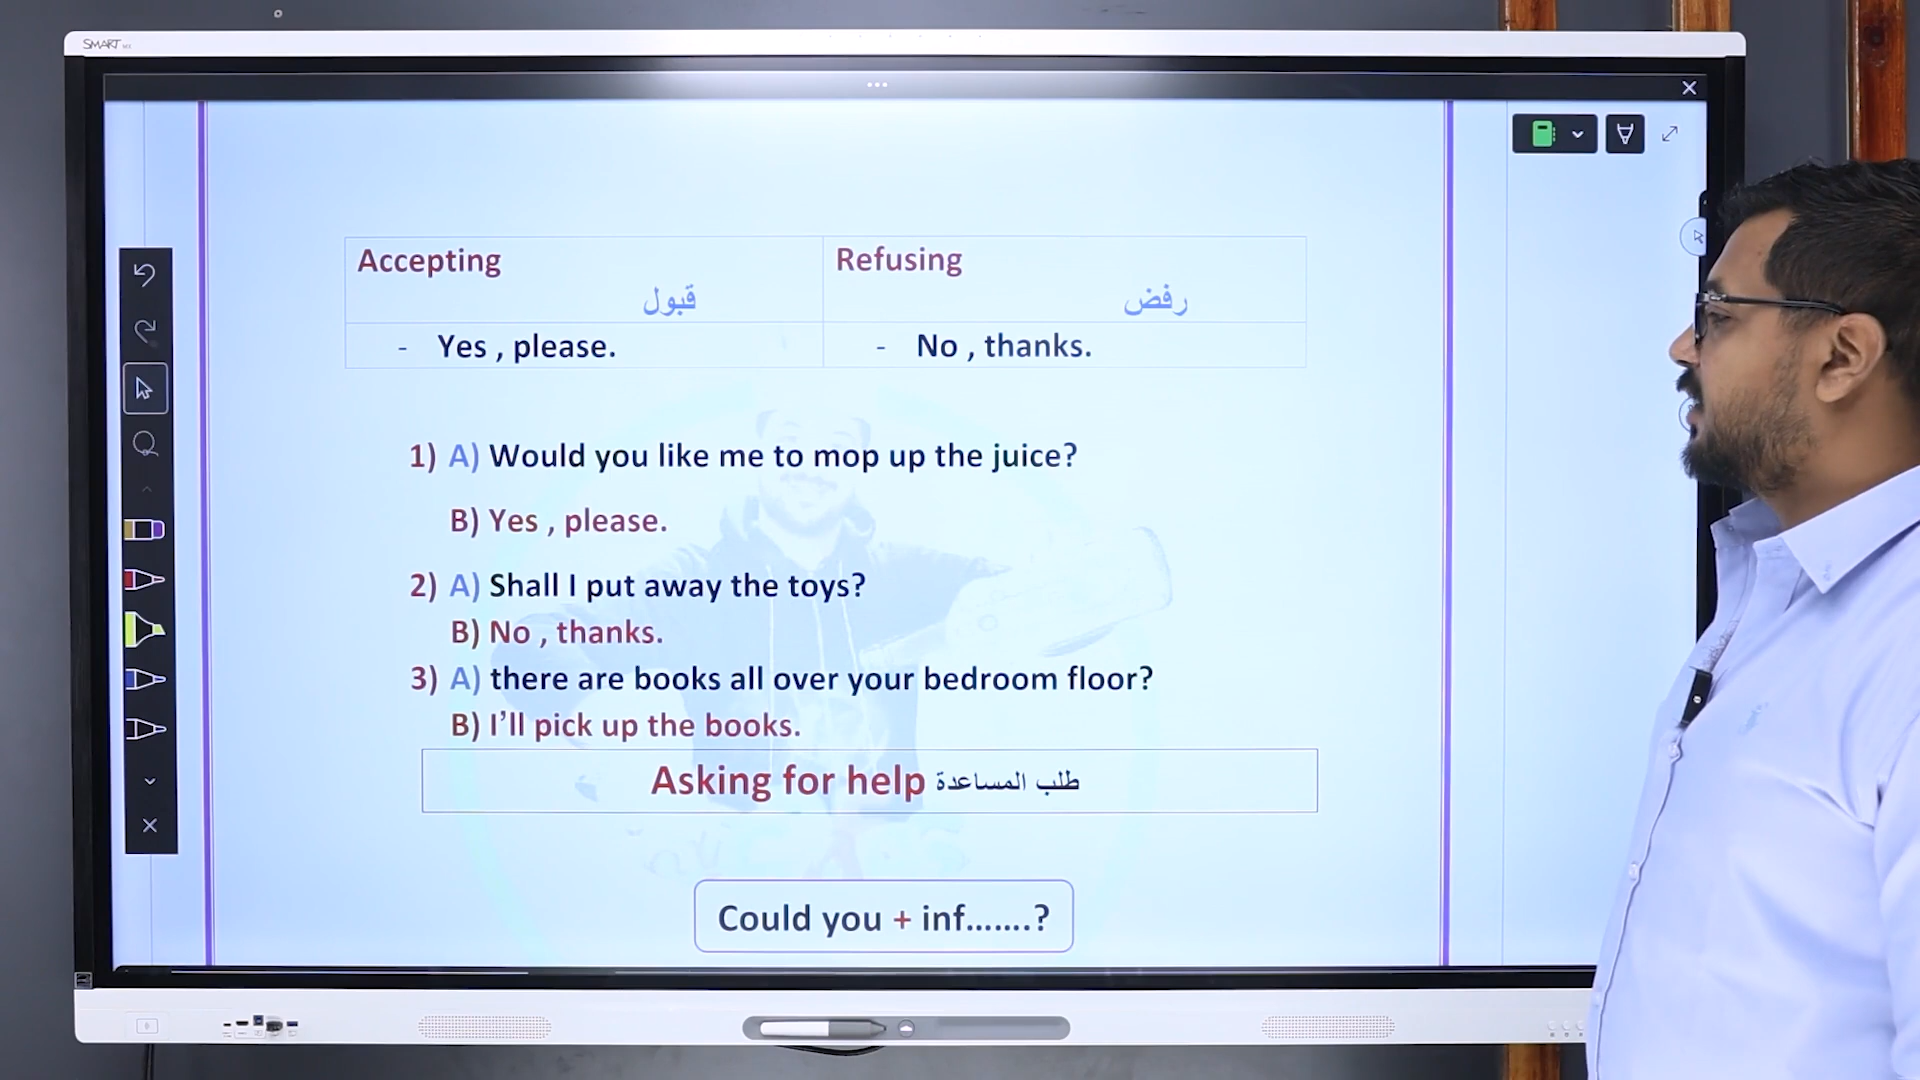 SMART
Accepting
قبول
Refusing
رفض
- Yes , please.
- No , thanks.
1) A) Would you like me to mop up the juice?
B) Yes , please.
2) A) Shall I put away the toys?
B) No , thanks.
3) A) there are books all over your bedroom floor?
B) I'll pick up the books.
Asking for help طلب المساعدة
Could you + inf.......?